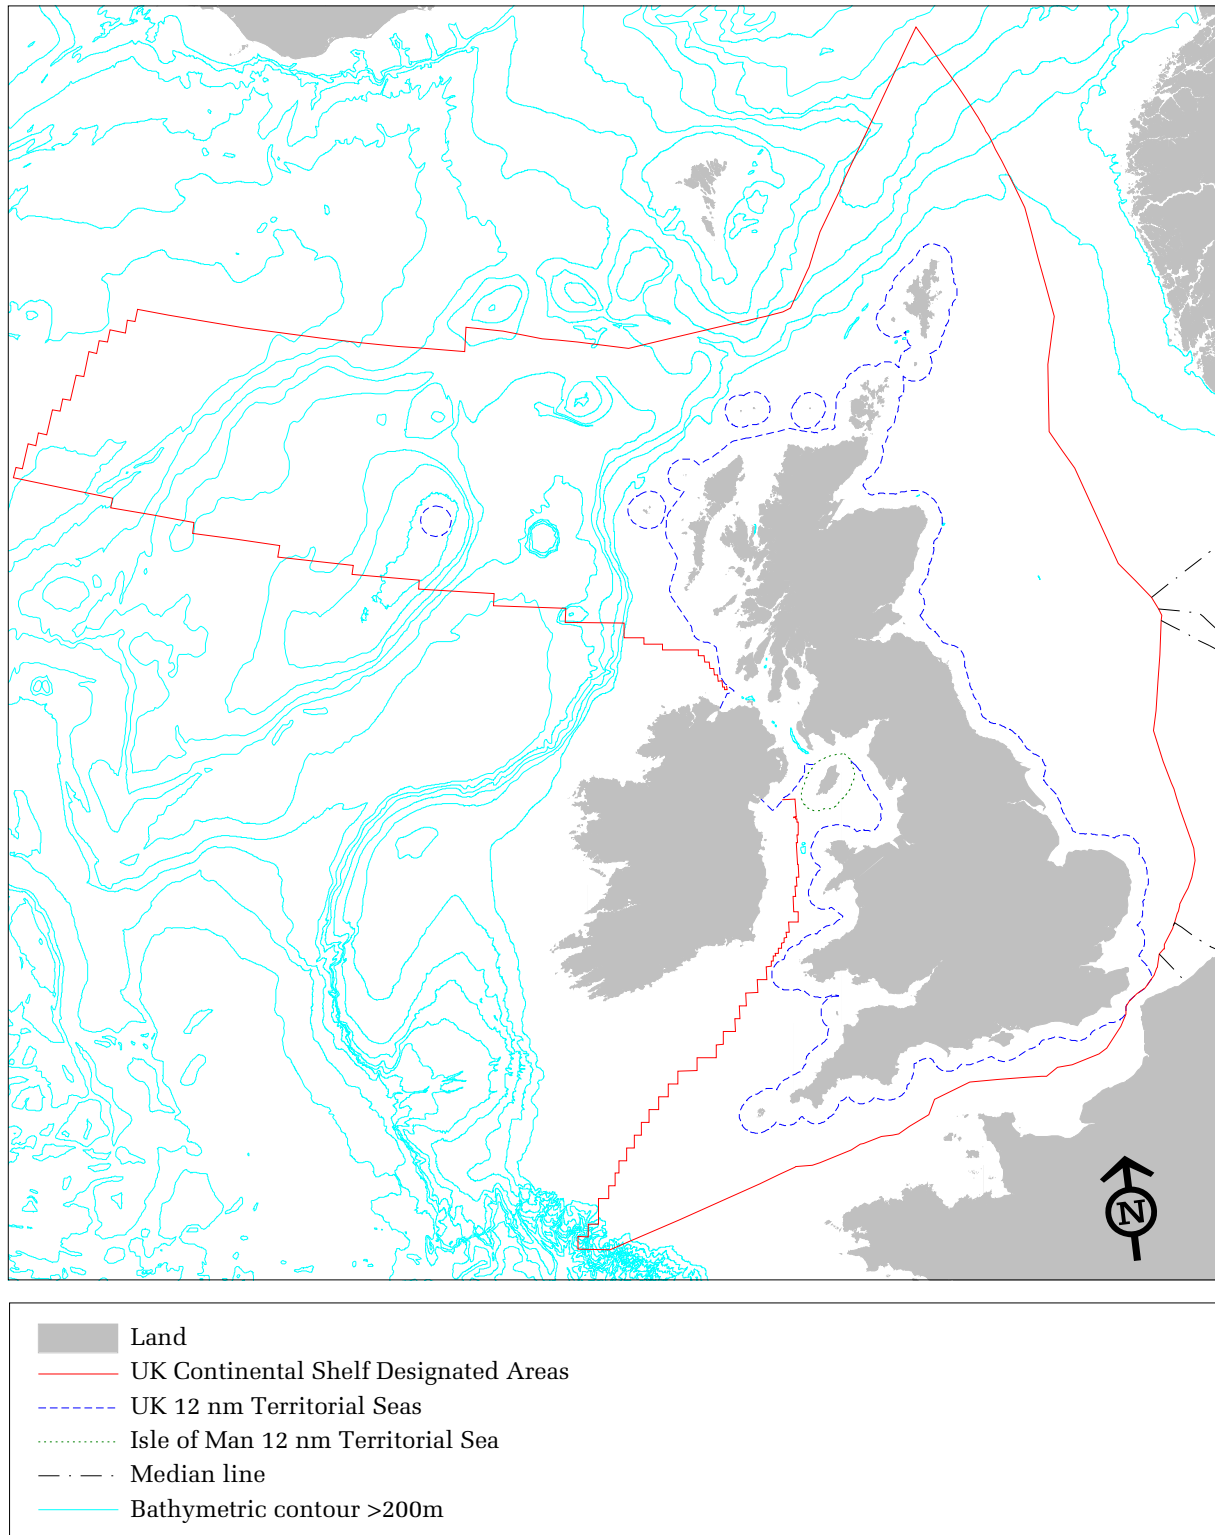 N
Land
UK Continental Shelf Designated Areas
UK 12 nm Territorial Seas
Isle of Man 12 nm Territorial Sea
Median line
Bathymetric contour >200m